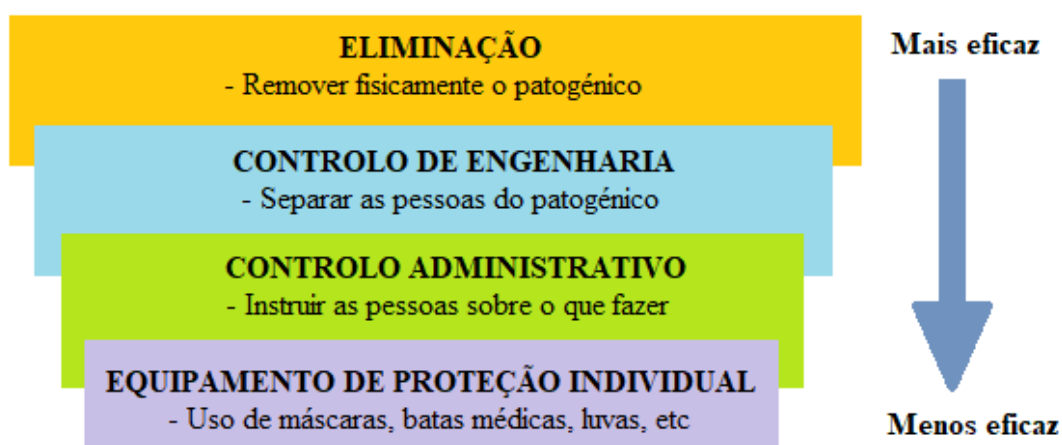 ELIMINAÇÃO
- Remover fisicamente o patogénico
CONTROLO DE ENGENHARIA
- Separar as pessoas do patogénico
CONTROLO ADMINISTRATIVO
- Instruir as pessoas sobre o que fazer
EQUIPAMENTO DE PROTEÇÃO INDIVIDUAL
- Uso de máscaras, batas médicas, luvas, etc
Mais eficaz
Menos eficaz